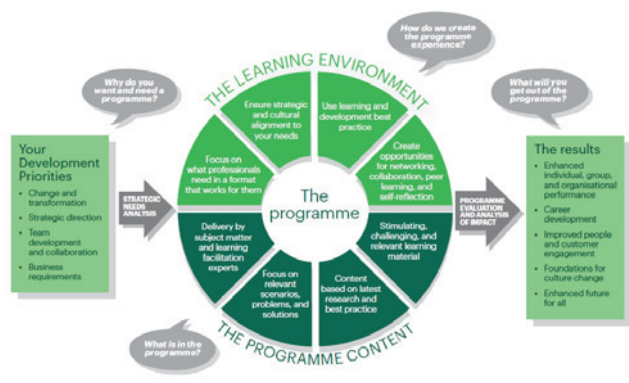 How do we create
the programme
experience?
Why do you
want and need a
programme?
What will you
get out of the
programme?
THE LEARNING ENVIRONMENT
Your
Development
Priorities
• Change and
transformation
• Strategic direction
• Team
development
and collaboration
• Business
requirements
STRATEGIC
NEEDS
ANALYSIS
Ensure strategic
and cultural
alignment to
your needs
Use learning and
development best
practice
Focus on
what professionals
need in a format
that works for them
Create
opportunities
for networking,
collaboration, peer
learning, and
self-reflection
The
programme
Delivery by
subject matter
and learning
facilitation
experts
Stimulating,
challenging, and
relevant learning
material
Focus on
relevant scenarios,
problems, and
solutions
Content
based on latest
research and
best practice
THE PROGRAMME CONTENT
What is in the
programme?
PROGRAMME
EVALUATION
AND ANALYSIS
OF IMPACT
The results
• Enhanced
individual, group,
and organisational
performance
• Career
development
• Improved people
and customer
engagement
• Foundations for
culture change
• Enhanced future
for all